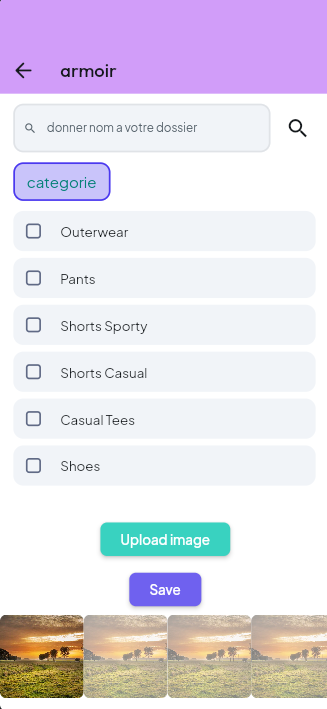 armoir
donner nom a votre dossier
categorie
Outerwear
Pants
Shorts Sporty
Shorts Casual
Casual Tees
Shoes
Upload image
Save